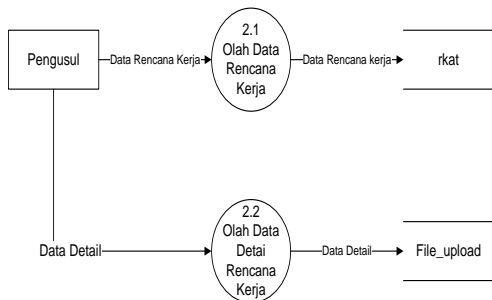 Pengusul
Data Rencana Kerja
2.1
Olah Data
Rencana
Kerja
Data Rencana kerja
rkat
Data Detail
2.2
Olah Data
Detai
Rencana
Kerja
Data Detail
File_upload